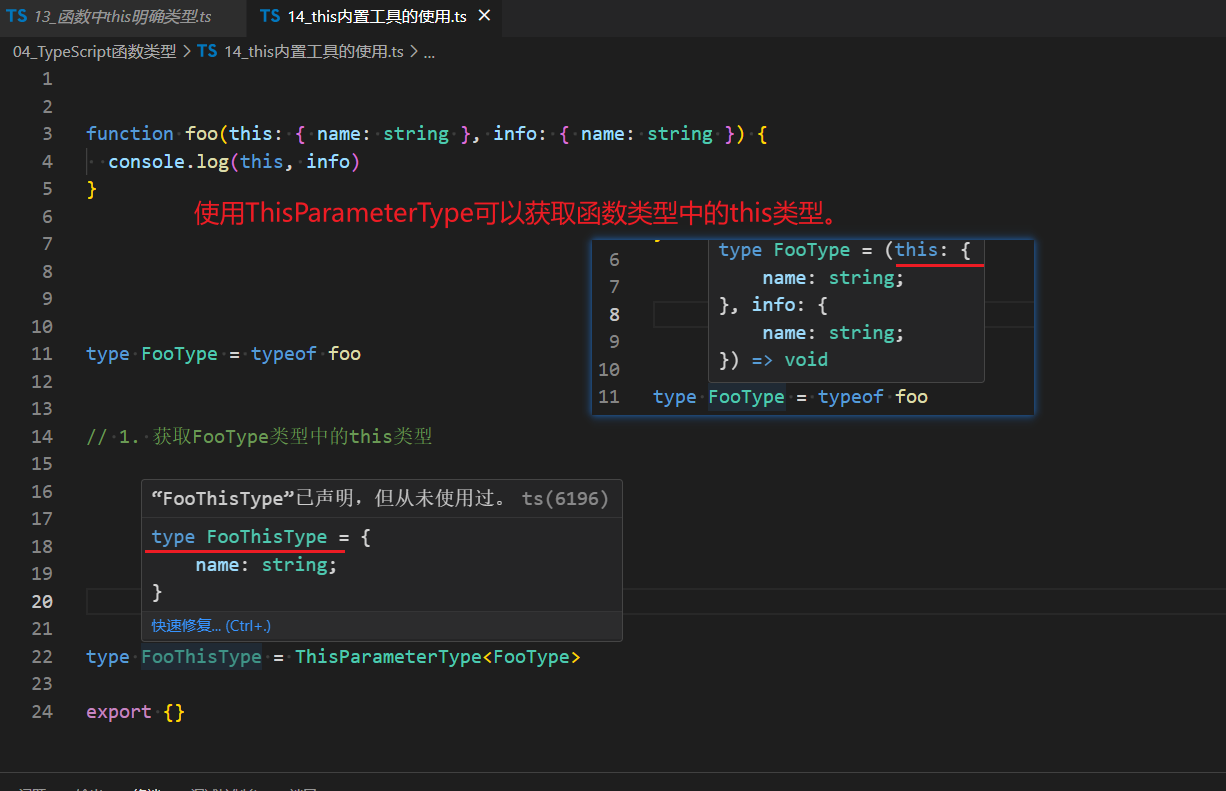 TS 13_函数中this明确类型.ts TS 14_this内置工具的使用.ts ×
04_TypeScript函数类型 > TS 14_this内置工具的使用.ts > ...
1
2
3 function foo(this: { name: string }, info: { name: string }) {
4 console.log(this, info)
5 }
6
使用ThisParameterType可以获取函数类型中的this类型。
7
8
9
10
11 type FooType = typeof foo
type FooType = (this: {
6 name: string;
7 }, info: {
8 name: string;
9 }) => void
10
11 type FooType = typeof foo
12
13
14 // 1. 获取FooType类型中的this类型
15
16
“FooThisType”已声明，但从未使用过。 ts(6196)
17
type FooThisType = {
18
name: string;
19
}
20
快速修复... (Ctrl+.)
21
22 type FooThisType = ThisParameterType<FooType>
23
24 export {}